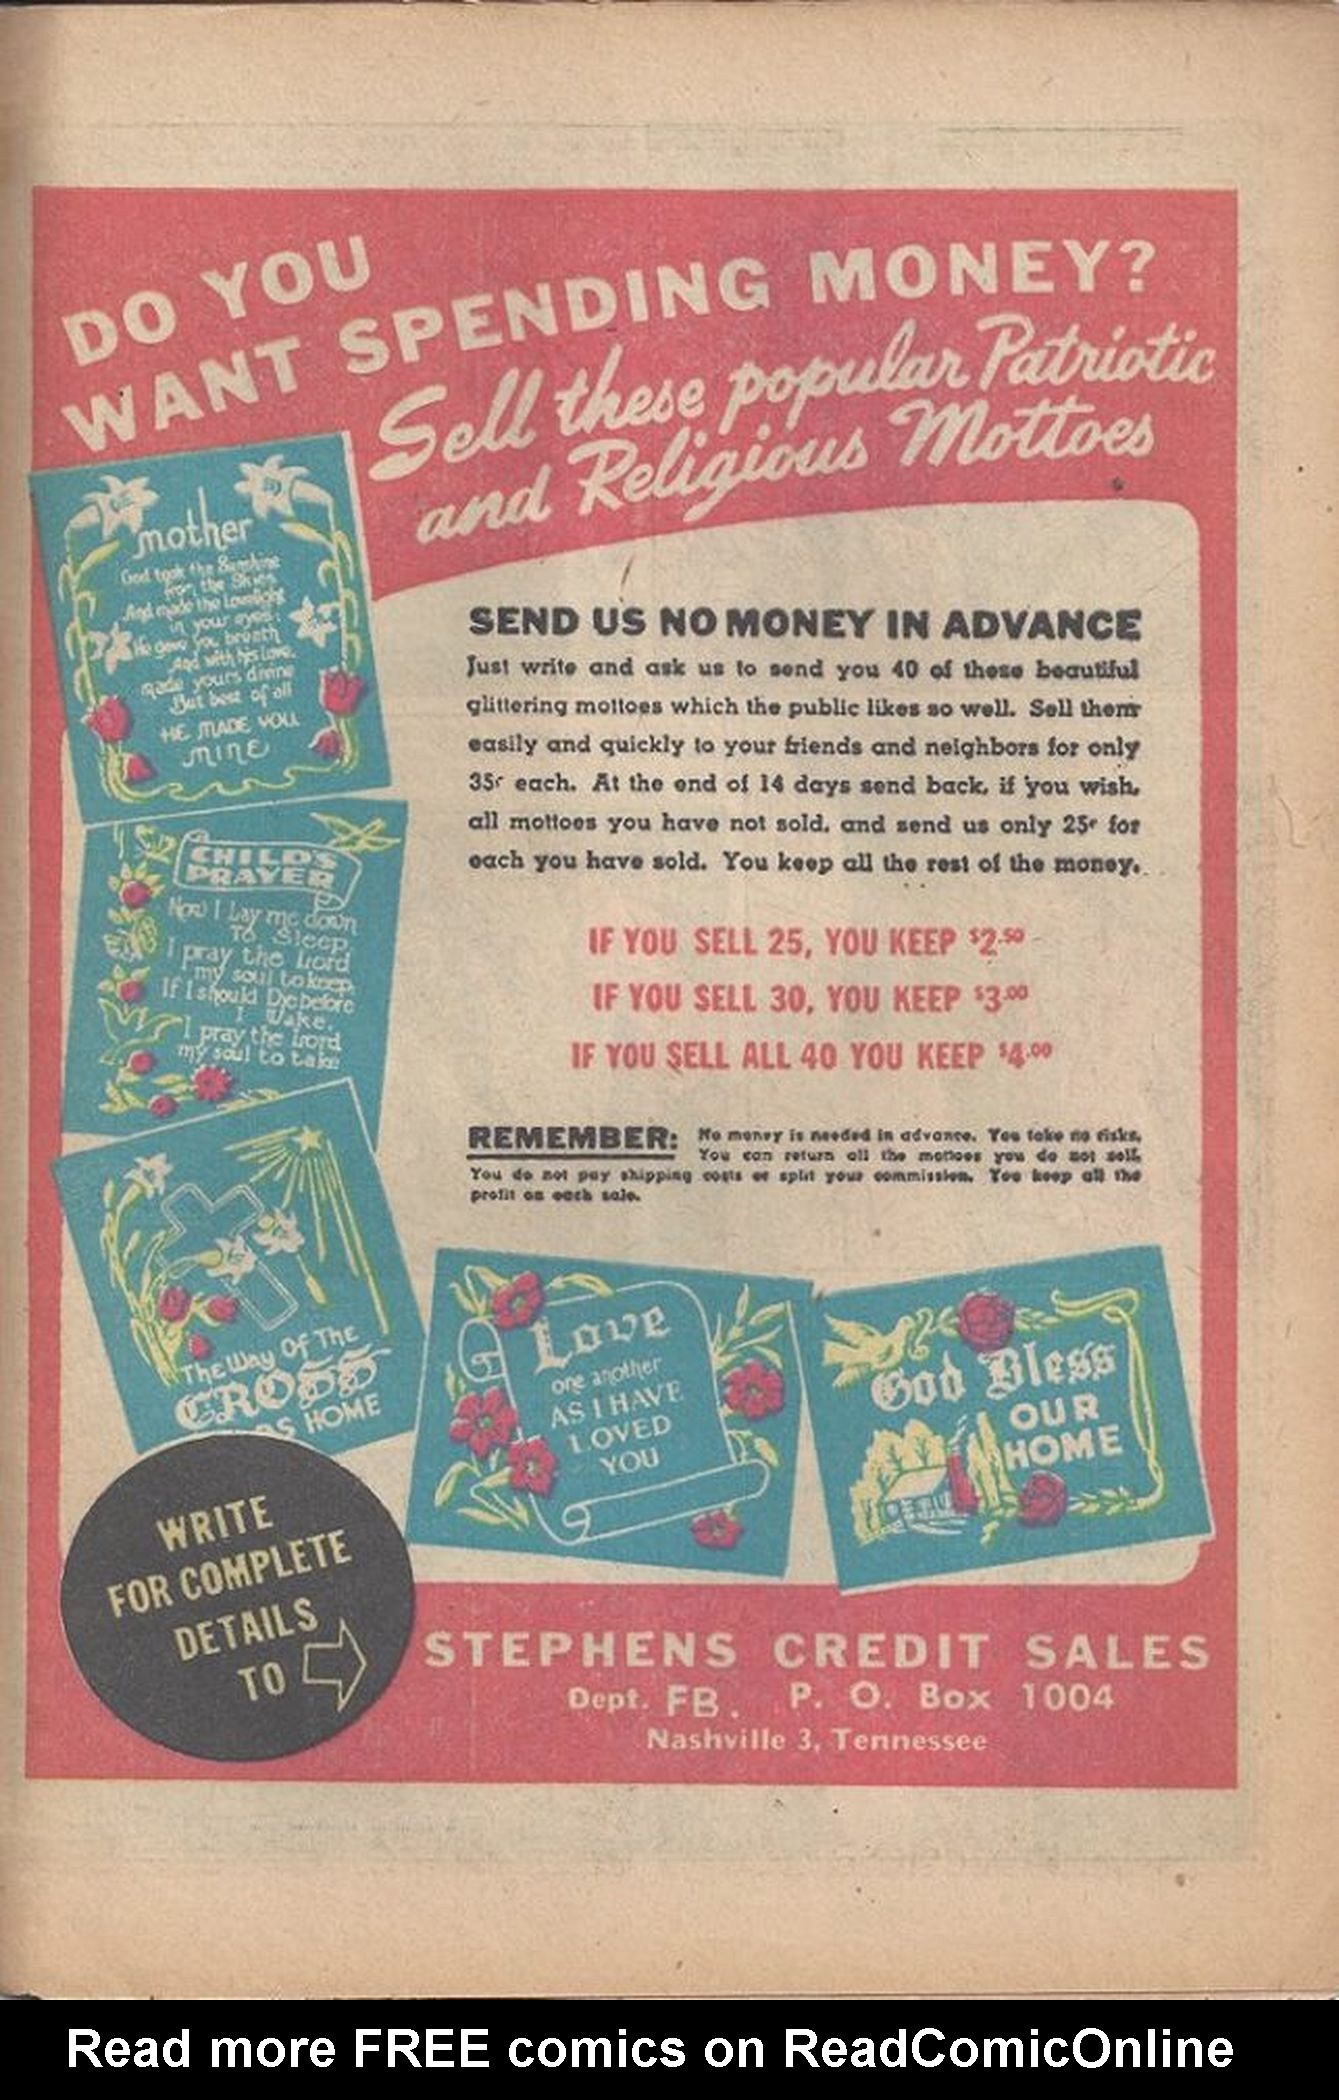 DO YOU
WANT SPENDING MONEY?
Sell these popular Patriotic
and Religious Mottoes
mother
God took the Sunshine
from the Skies
And made the Lovelight
in your eyes.
He gave you breath
And with his Love.
made yours divine
But best of all
HE MADE YOU
MINE
CHILD'S
PRAYER
Now I Lay me down
To Sleep,
I pray the Lord
my soul to keep,
If I should Die before
I Wake.
I pray the Lord
my soul to take
The Way Of The
CROSS
HOME
SEND US NO MONEY IN ADVANCE
Just write and ask us to send you 40 of these beautiful
glittering mottoes which the public likes so well. Sell them
easily and quickly to your friends and neighbors for only
35c each. At the end of 14 days send back, if you wish,
all mottoes you have not sold, and send us only 25c for
each you have sold. You keep all the rest of the money.
IF YOU SELL 25, YOU KEEP $2.50
IF YOU SELL 30, YOU KEEP $3.00
IF YOU SELL ALL 40 YOU KEEP $4.00
REMEMBER: No money is needed in advance. You take no risks.
You can return all the mottoes you do not sell.
You do not pay shipping costs or split your commission. You keep all the
profit on each sale.
Love
one another
AS I HAVE
LOVED
YOU
God Bless
OUR
HOME
WRITE
FOR COMPLETE
DETAILS
TO
STEPHENS CREDIT SALES
Dept. FB. P. O. Box 1004
Nashville 3, Tennessee
Read more FREE comics on ReadComicOnline